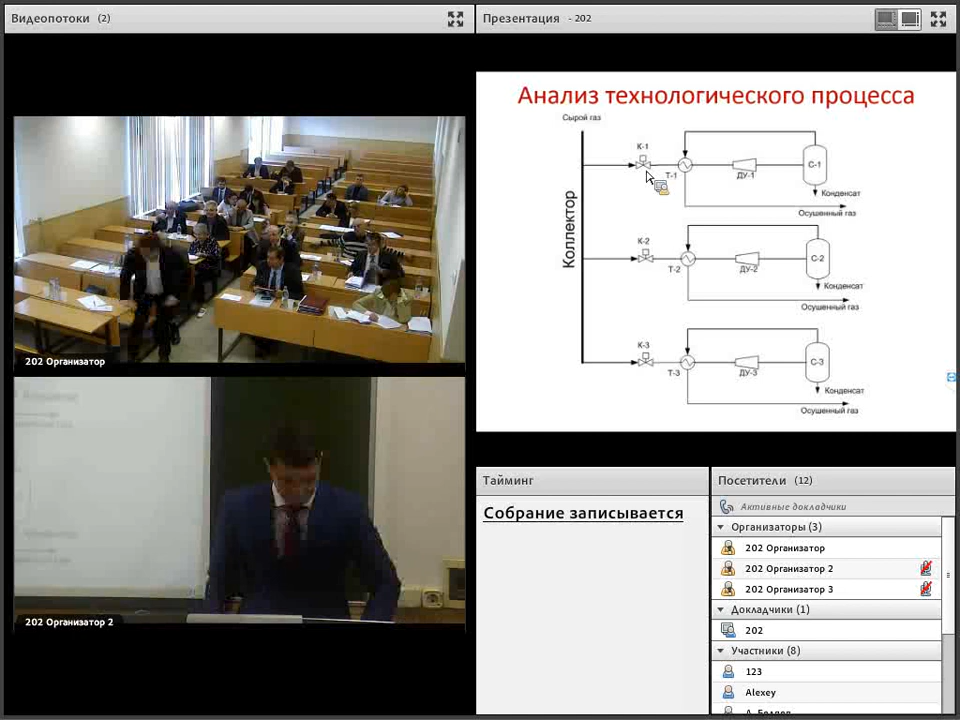 Видеопотоки (2)
Презентация - 202
202 Организатор
202 Организатор 2
Анализ технологического процесса
Сырой газ
Коллектор
К-1
Т-1
ДУ-1
С-1
Конденсат
Осушенный газ
К-2
Т-2
ДУ-2
С-2
Конденсат
Осушенный газ
К-3
Т-3
ДУ-3
С-3
Конденсат
Осушенный газ
Тайминг
Собрание записывается
Посетители (12)
Активные докладчики
Организаторы (3)
202 Организатор
202 Организатор 2
202 Организатор 3
Докладчики (1)
202
Участники (8)
123
Alexey